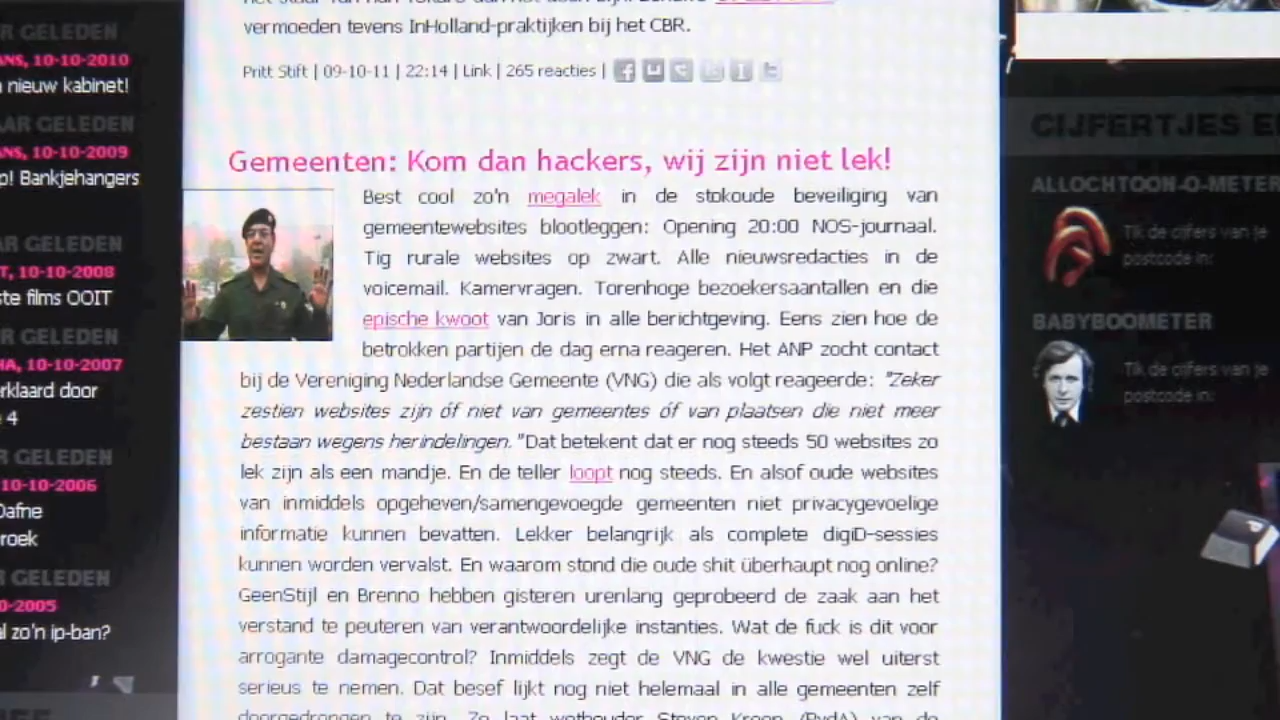 vermoeden tevens InHolland-praktijken bij het CBR.
Pritt Stift | 09-10-11 | 22:14 | Link | 265 reacties |
Gemeenten: Kom dan hackers, wij zijn niet lek!
Best cool zo'n megalek in de stokoude beveiliging van
gemeentewebsites blootleggen: Opening 20:00 NOS-journaal.
Tig rurale websites op zwart. Alle nieuwsredacties in de
voicemail. Kamervragen. Torenhoge bezoekersaantallen en die
epische kwoot van Joris in alle berichtgeving. Eens zien hoe de
betrokken partijen de dag erna reageren. Het ANP zocht contact
bij de Vereniging Nederlandse Gemeente (VNG) die als volgt reageerde: "Zeker
zestien websites zijn óf niet van gemeentes óf van plaatsen die niet meer
bestaan wegens herindelingen. "Dat betekent dat er nog steeds 50 websites zo
lek zijn als een mandje. En de teller loopt nog steeds. En alsof oude websites
van inmiddels opgeheven/samengevoegde gemeenten niet privacygevoelige
informatie kunnen bevatten. Lekker belangrijk als complete digiD-sessies
kunnen worden vervalst. En waarom stond die oude shit überhaupt nog online?
GeenStijl en Brenno hebben gisteren urenlang geprobeerd de zaak aan het
verstand te peuteren van verantwoordelijke instanties. Wat de fuck is dit voor
arrogante damagecontrol? Inmiddels zegt de VNG de kwestie wel uiterst
serieus te nemen. Dat besef lijkt nog niet helemaal in alle gemeenten zelf
doorgedrongen te zijn. Zo laat wethouder Steven Kroon (PvdA) van de
GELEDEN
10-10-2010
nieuw kabinet!
GELEDEN
10-10-2009
Bankjehangers
GELEDEN
10-10-2008
films OOIT
GELEDEN
10-10-2007
door
4
GELEDEN
10-10-2006
Dafne
GELEDEN
zo'n ip-ban?
CIJFERTJES
ALLOCHTOON-O-METER
Tik de cijfers van je
postcode in:
BABYBOOMETER
Tik de cijfers van je
postcode in: